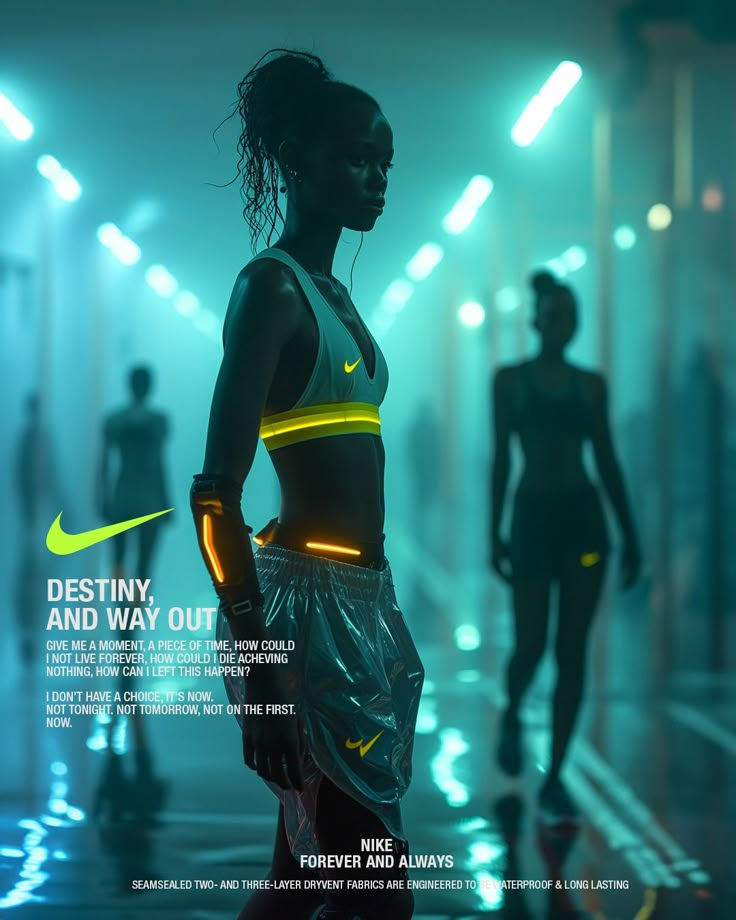 DESTINY,
AND WAY OUT
GIVE ME A MOMENT, A PIECE OF TIME, HOW COULD
I NOT LIVE FOREVER, HOW COULD I DIE ACHEVING
NOTHING, HOW CAN I LEFT THIS HAPPEN?
I DON'T HAVE A CHOICE, IT'S NOW.
NOT TONIGHT. NOT TOMORROW, NOT ON THE FIRST.
NOW.
NIKE
FOREVER AND ALWAYS
SEAMSEALED TWO- AND THREE-LAYER DRYVENT FABRICS ARE ENGINEERED TO WATERPROOF & LONG LASTING